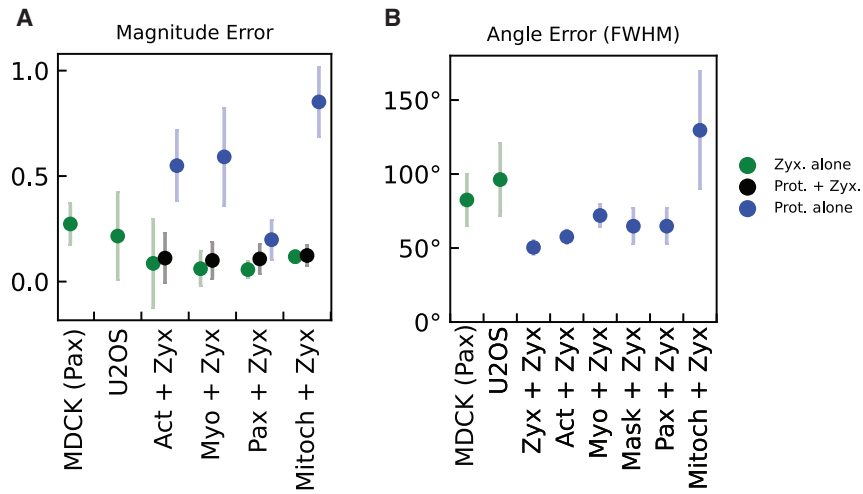 A
Magnitude Error
1.0
0.5
0.0
MDCK (Pax)
U2OS
Act + Zyx
Myo + Zyx
Pax + Zyx
Mitoch + Zyx
B
Angle Error (FWHM)
150°
100°
50°
0°
MDCK (Pax)
U2OS
Zyx + Zyx
Act + Zyx
Myo + Zyx
Mask + Zyx
Pax + Zyx
Mitoch + Zyx
Zyx. alone
Prot. + Zyx.
Prot. alone